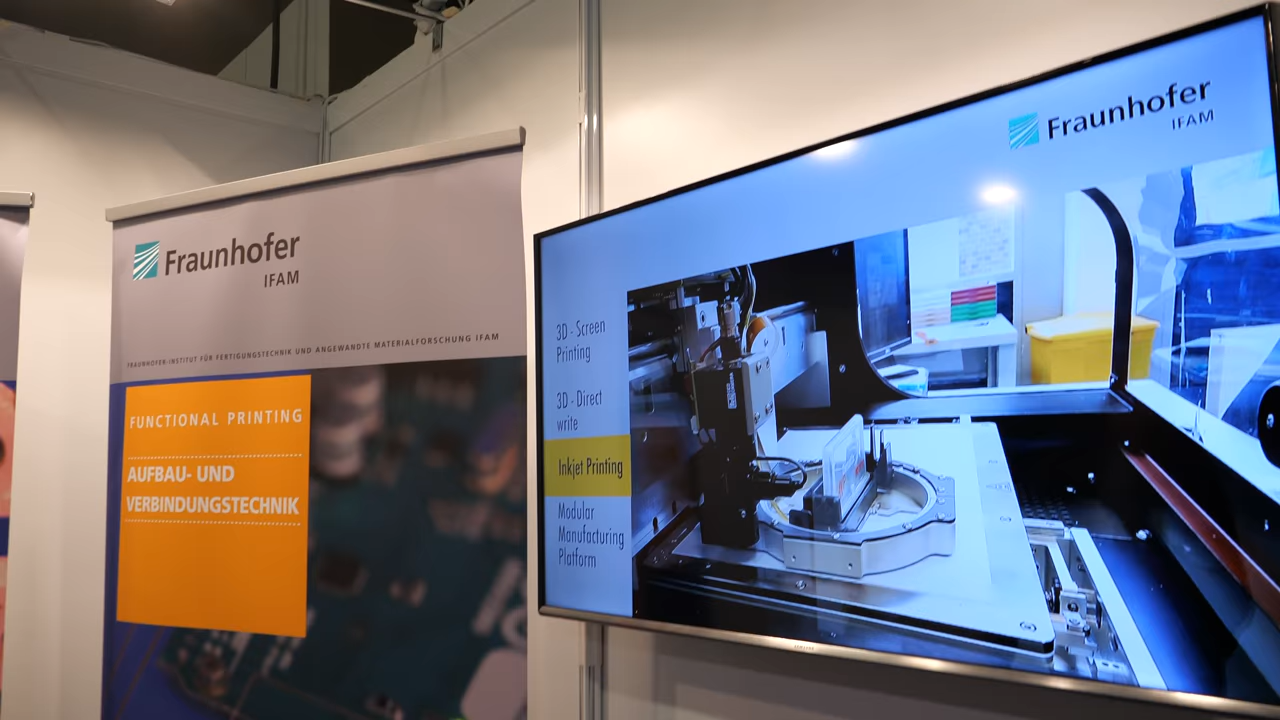 Fraunhofer
IFAM
FRAUNHOFER-INSTITUT FÜR FERTIGUNGSTECHNIK UND ANGEWANDTE MATERIALFORSCHUNG IFAM
FUNCTIONAL PRINTING
AUFBAU- UND
VERBINDUNGSTECHNIK
Fraunhofer
IFAM
3D - Screen
Printing
3D - Direct
write
Inkjet Printing
Modular
Manufacturing
Platform